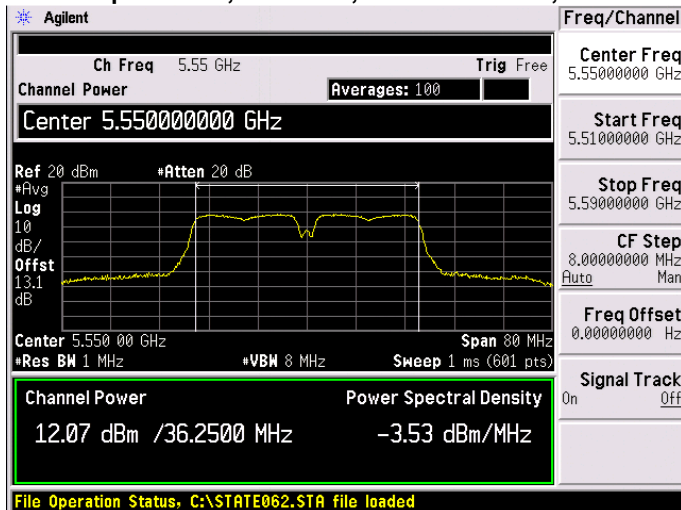 Agilent
Freq/Channel
Ch Freq 5.55 GHz Trig Free
Channel Power Averages: 100
Center 5.550000000 GHz
Ref 20 dBm #Atten 20 dB
#Avg
Log
10
dB/
Offst
13.1
dB
Center 5.550 00 GHz Span 80 MHz
#Res BW 1 MHz #VBW 8 MHz Sweep 1 ms (601 pts)
Channel Power Power Spectral Density
12.07 dBm /36.2500 MHz -3.53 dBm/MHz
File Operation Status, C:\STATE062.STA file loaded
Center Freq
5.55000000 GHz
Start Freq
5.51000000 GHz
Stop Freq
5.59000000 GHz
CF Step
8.00000000 MHz
Auto Man
Freq Offset
0.00000000 Hz
Signal Track
On Off